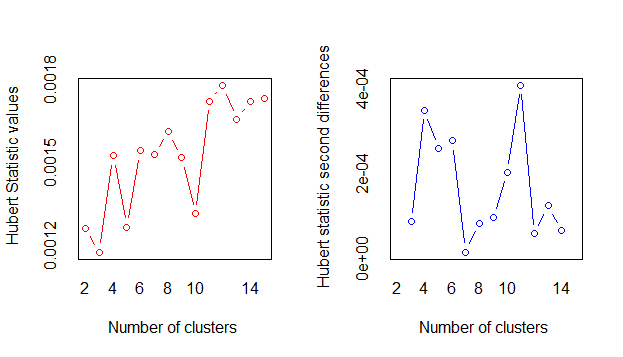 Hubert Statistic values
0.0018
0.0015
0.0012
2 4 6 8 10 14
Number of clusters
Hubert statistic second differences
4e-04
2e-04
0e+00
2 4 6 8 10 14
Number of clusters